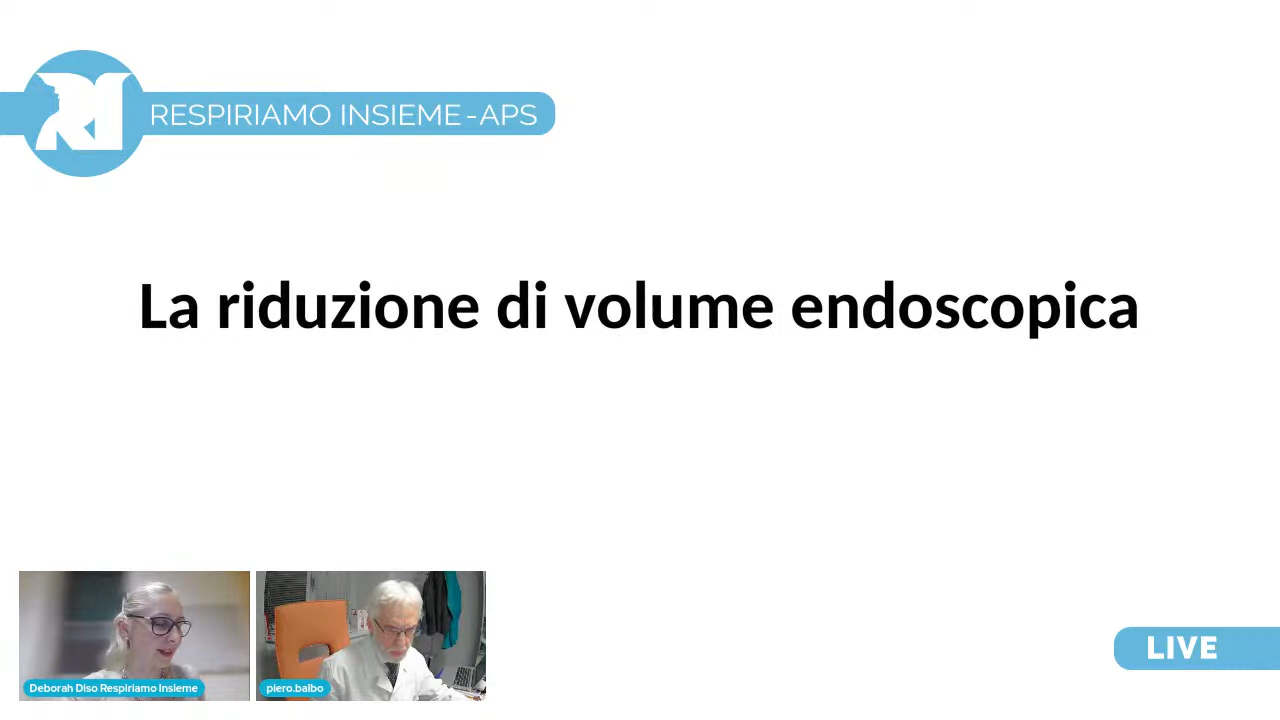 RESPIRIAMO INSIEME-APS
La riduzione di volume endoscopica
Deborah Diso Respiriamo Insieme
piero.balbo
LIVE